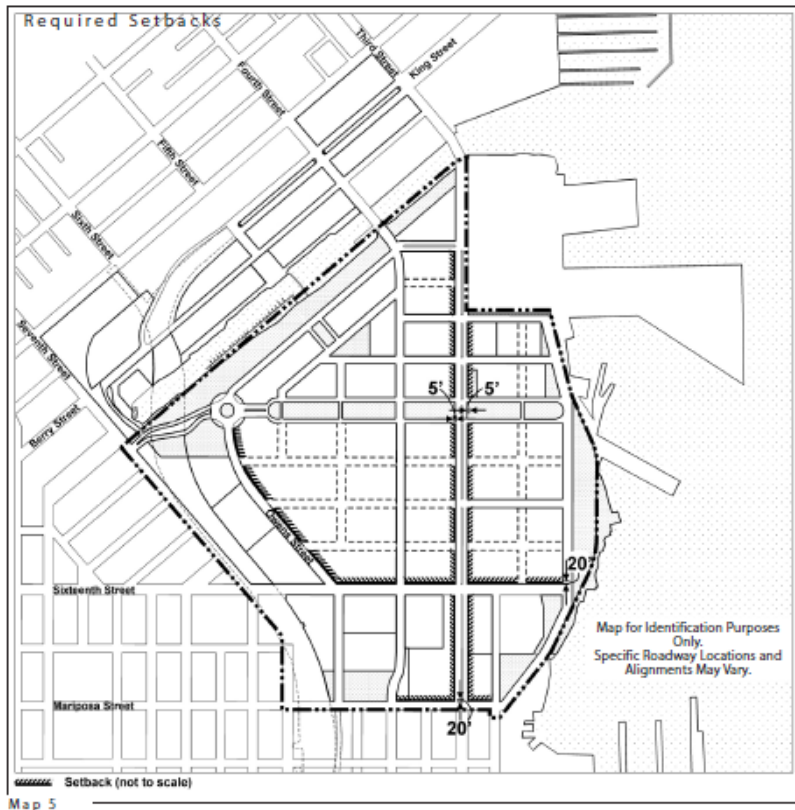 Required Setbacks
Third Street
King Street
Fourth Street
Fifth Street
Sixth Street
Seventh Street
Berry Street
5'
5'
Owens Street
20'
Sixteenth Street
Map for Identification Purposes
Only.
Specific Roadway Locations and
Alignments May Vary.
Mariposa Street
20'
Setback (not to scale)
Map 5